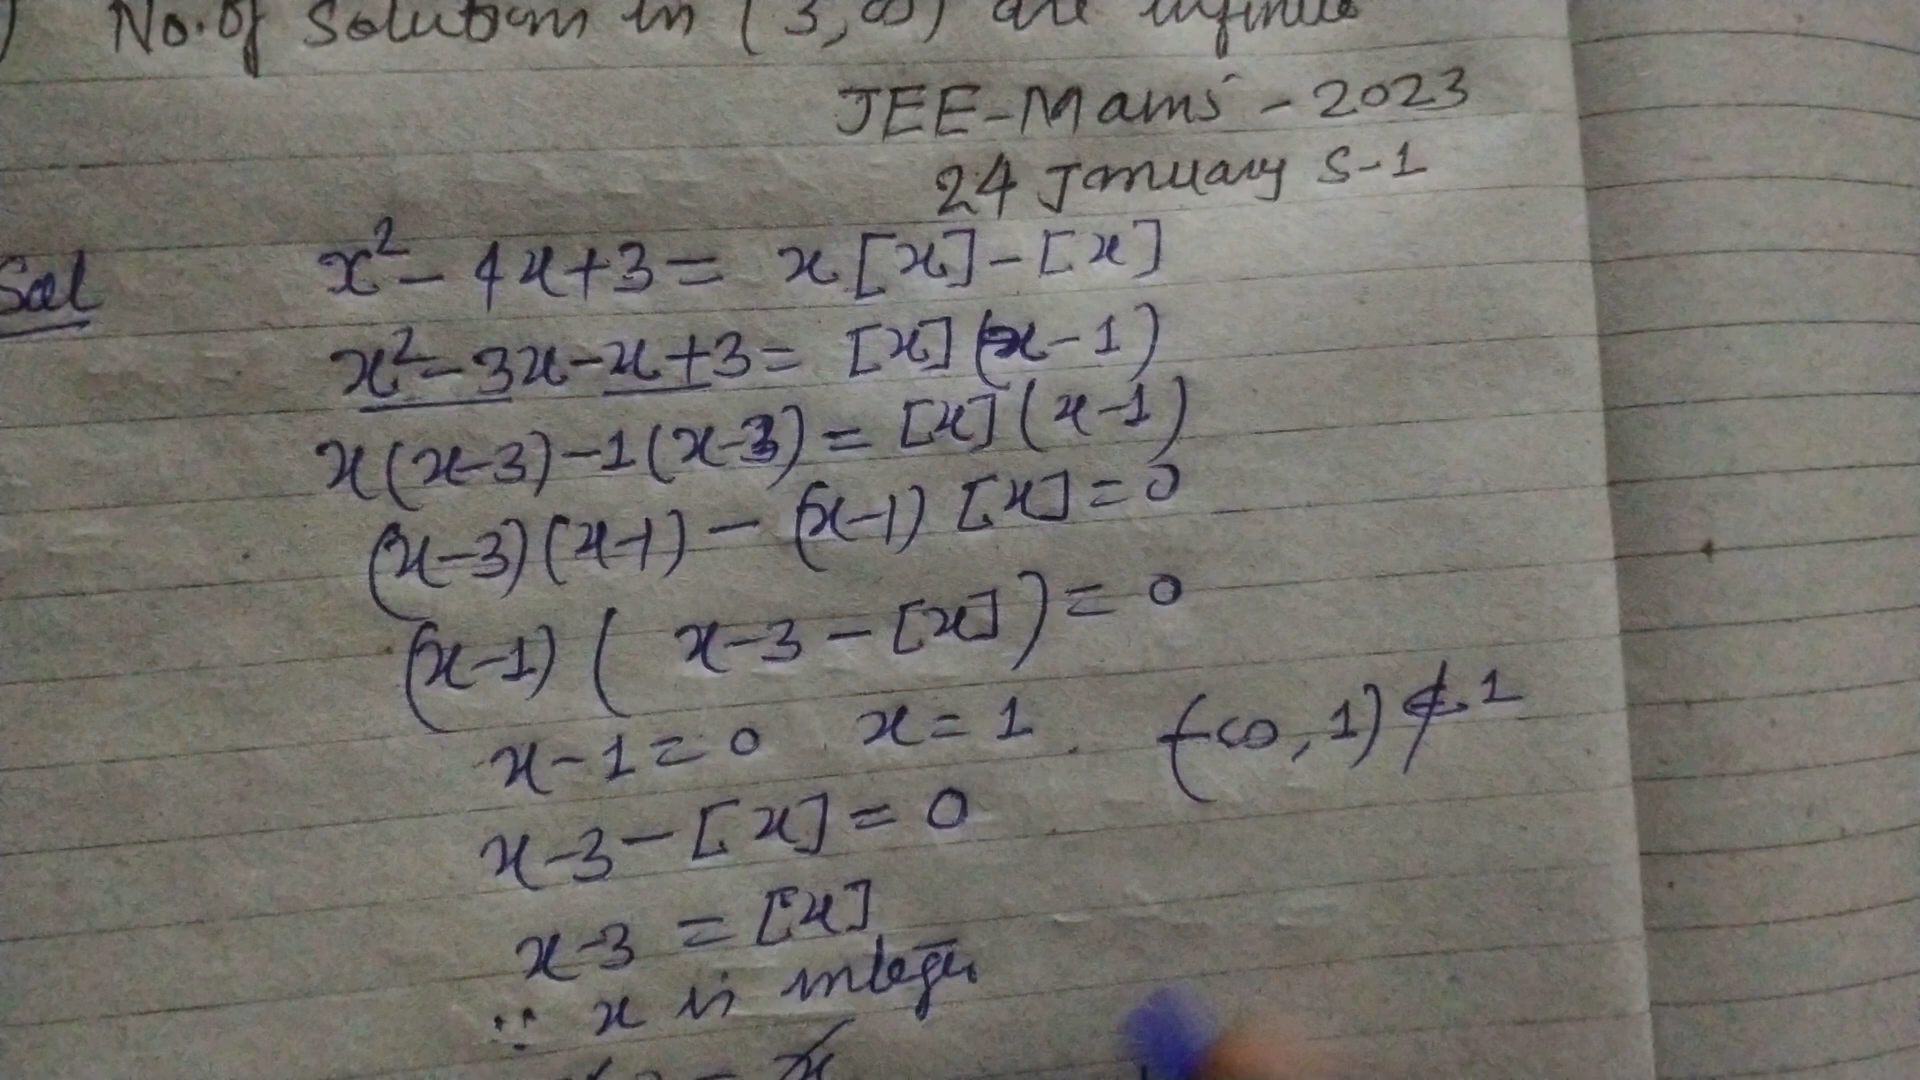 ) No. of Solutions in (3, ∞) are infinite
JEE-Mains - 2023
24 January S-1
Sol x² - 4x + 3 = x[x] - [x]
x² - 3x - x + 3 = [x](x - 1)
x(x-3) - 1(x-3) = [x](x-1)
(x-3)(x-1) - (x-1)[x] = 0
(x-1)( x-3 - [x]) = 0
x - 1 = 0 x = 1 (-∞, 1) ∉ 1
x - 3 - [x] = 0
x - 3 = [x]
∵ x is integer